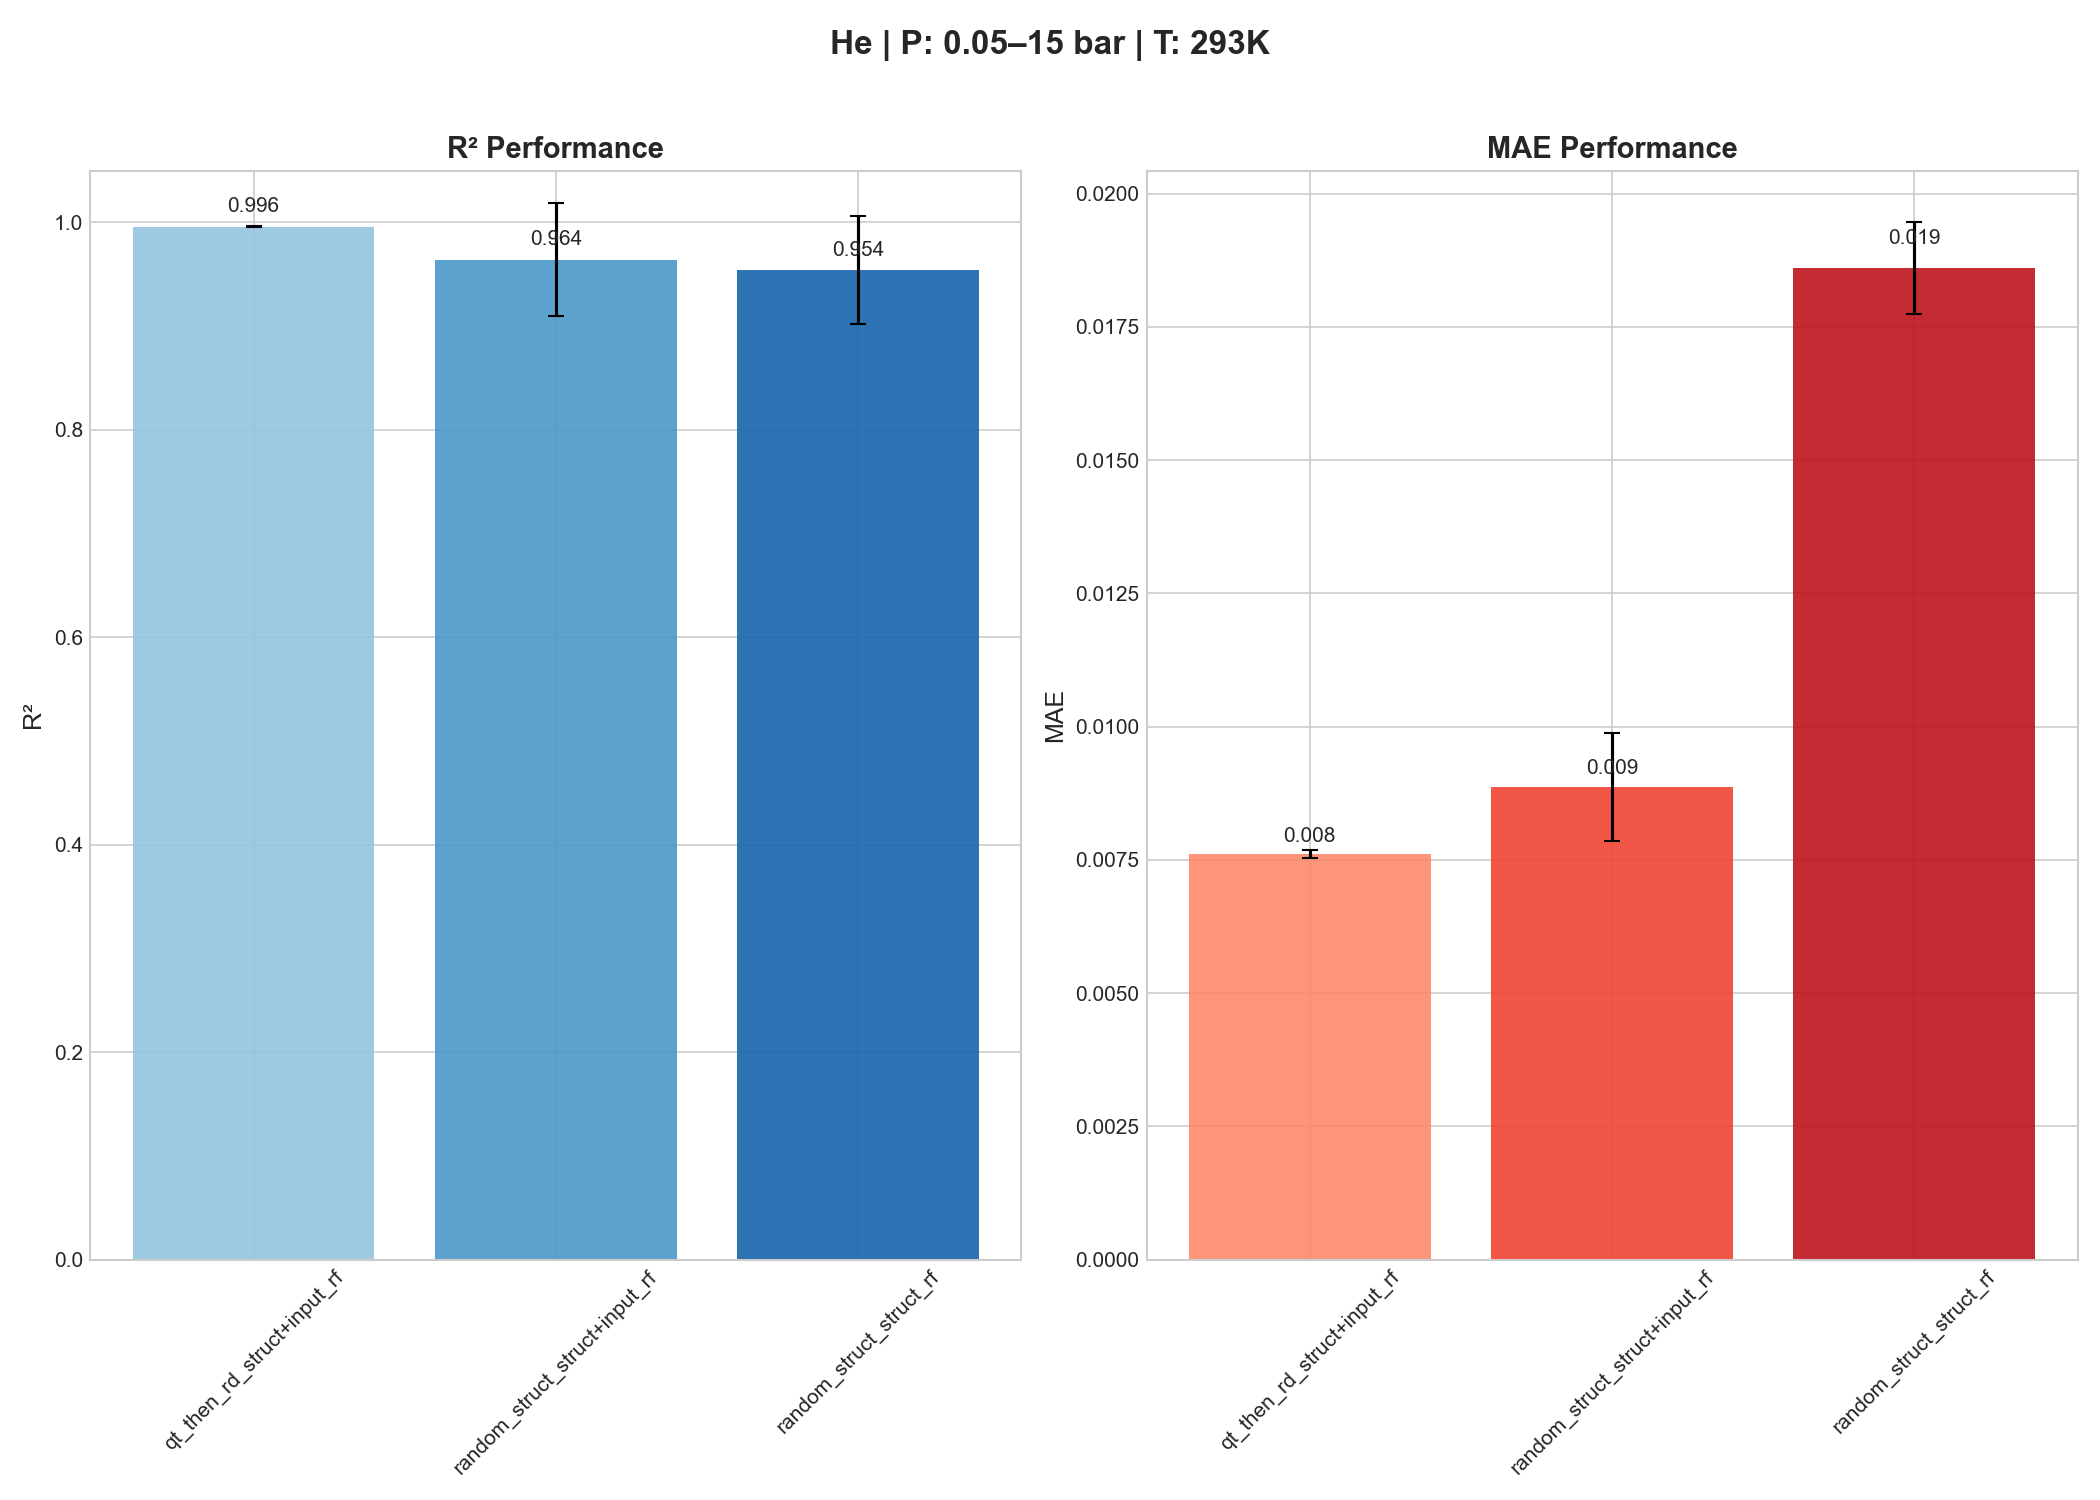 He | P: 0.05–15 bar | T: 293K
R² Performance
R²
1.0
0.8
0.6
0.4
0.2
0.0
0.996
0.964
0.954
qt_then_rd_struct+input_rf
random_struct_struct+input_rf
random_struct_struct_rf
MAE Performance
MAE
0.0200
0.0175
0.0150
0.0125
0.0100
0.0075
0.0050
0.0025
0.0000
0.008
0.009
0.019
qt_then_rd_struct+input_rf
random_struct_struct+input_rf
random_struct_struct_rf